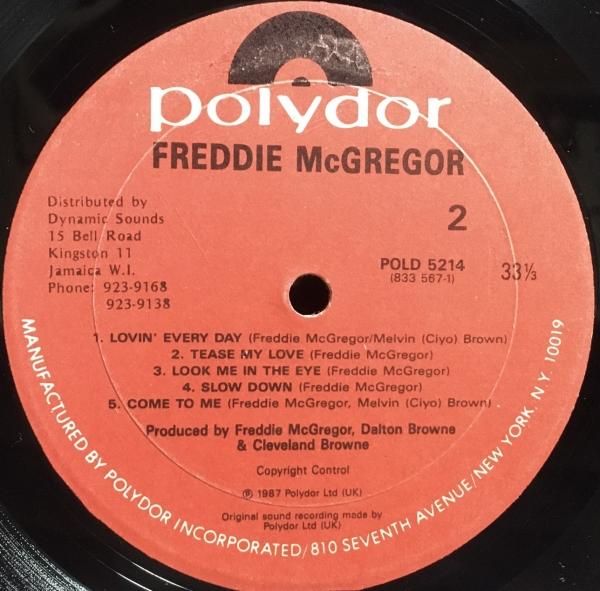 polydor
FREDDIE McGREGOR
Distributed by
Dynamic Sounds
15 Bell Road
Kingston 11
Jamaica W.I.
Phone: 923-9168
923-9138
2
POLD 5214
(833 567-1)
33⅓
1. LOVIN' EVERY DAY (Freddie McGregor/Melvin (Ciyo) Brown)
2. TEASE MY LOVE (Freddie McGregor)
3. LOOK ME IN THE EYE (Freddie McGregor)
4. SLOW DOWN (Freddie McGregor)
5. COME TO ME (Freddie McGregor, Melvin (Ciyo) Brown)
Produced by Freddie McGregor, Dalton Browne
& Cleveland Browne
Copyright Control
℗ 1987 Polydor Ltd (UK)
Original sound recording made by
Polydor Ltd (UK)
MANUFACTURED BY POLYDOR INCORPORATED/810 SEVENTH AVENUE/NEW YORK. N.Y. 10019